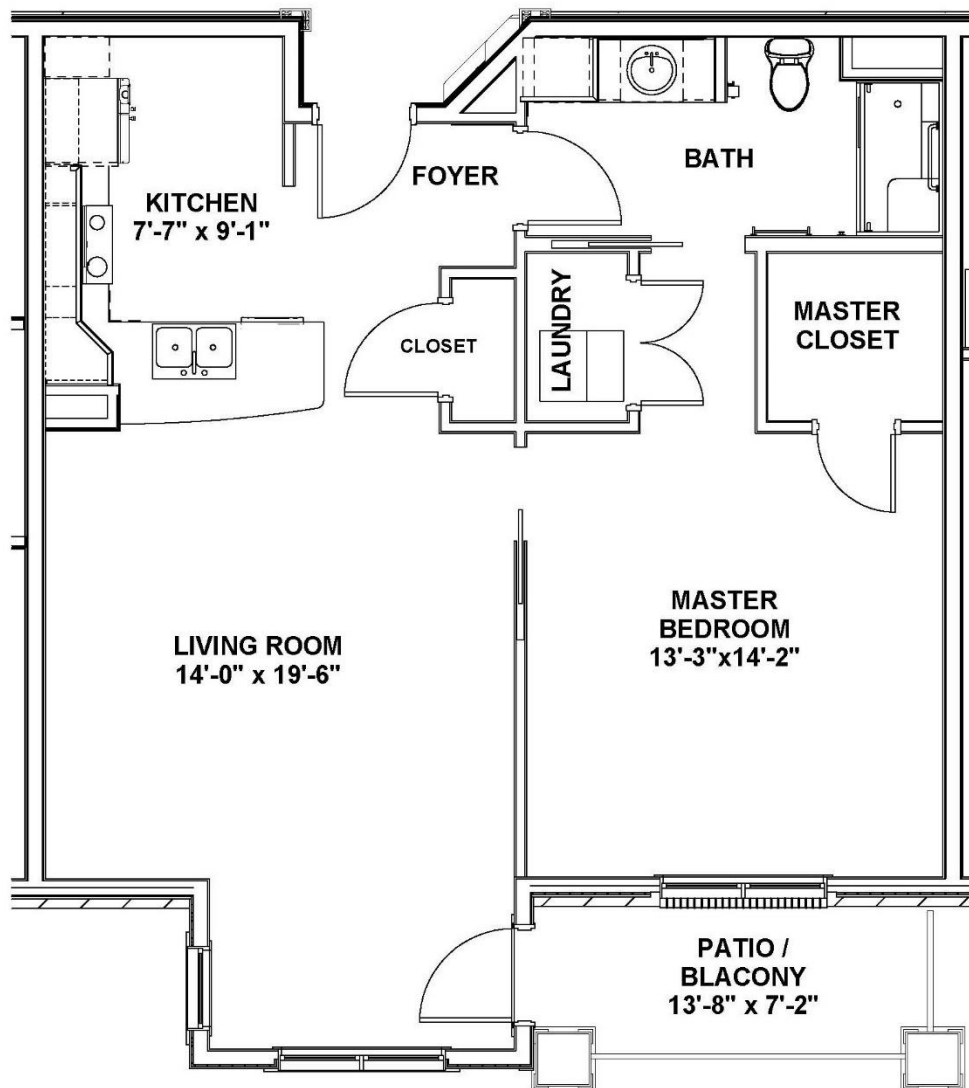 KITCHEN
7'-7" x 9'-1"
FOYER
BATH
CLOSET
LAUNDRY
MASTER
CLOSET
LIVING ROOM
14'-0" x 19'-6"
MASTER
BEDROOM
13'-3"x14'-2"
PATIO /
BLACONY
13'-8" x 7'-2"